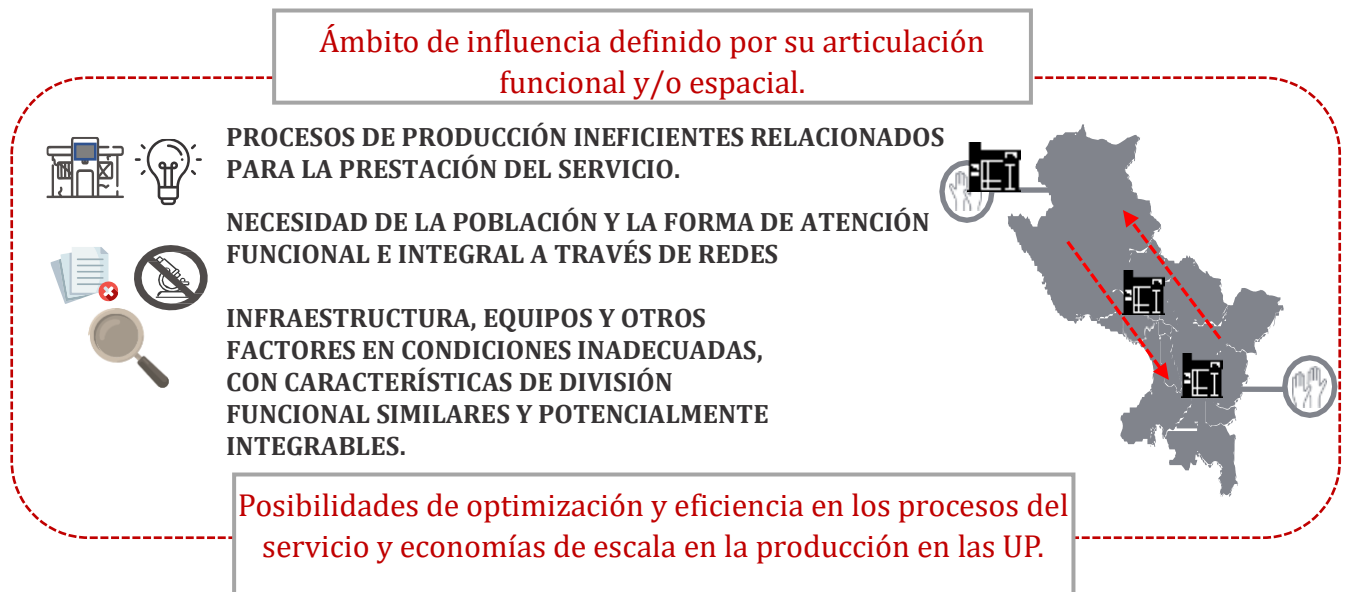 Ámbito de influencia definido por su articulación
funcional y/o espacial.
PROCESOS DE PRODUCCIÓN INEFICIENTES RELACIONADOS
PARA LA PRESTACIÓN DEL SERVICIO.
NECESIDAD DE LA POBLACIÓN Y LA FORMA DE ATENCIÓN
FUNCIONAL E INTEGRAL A TRAVÉS DE REDES
INFRAESTRUCTURA, EQUIPOS Y OTROS
FACTORES EN CONDICIONES INADECUADAS,
CON CARACTERÍSTICAS DE DIVISIÓN
FUNCIONAL SIMILARES Y POTENCIALMENTE
INTEGRABLES.
Posibilidades de optimización y eficiencia en los procesos del
servicio y economías de escala en la producción en las UP.